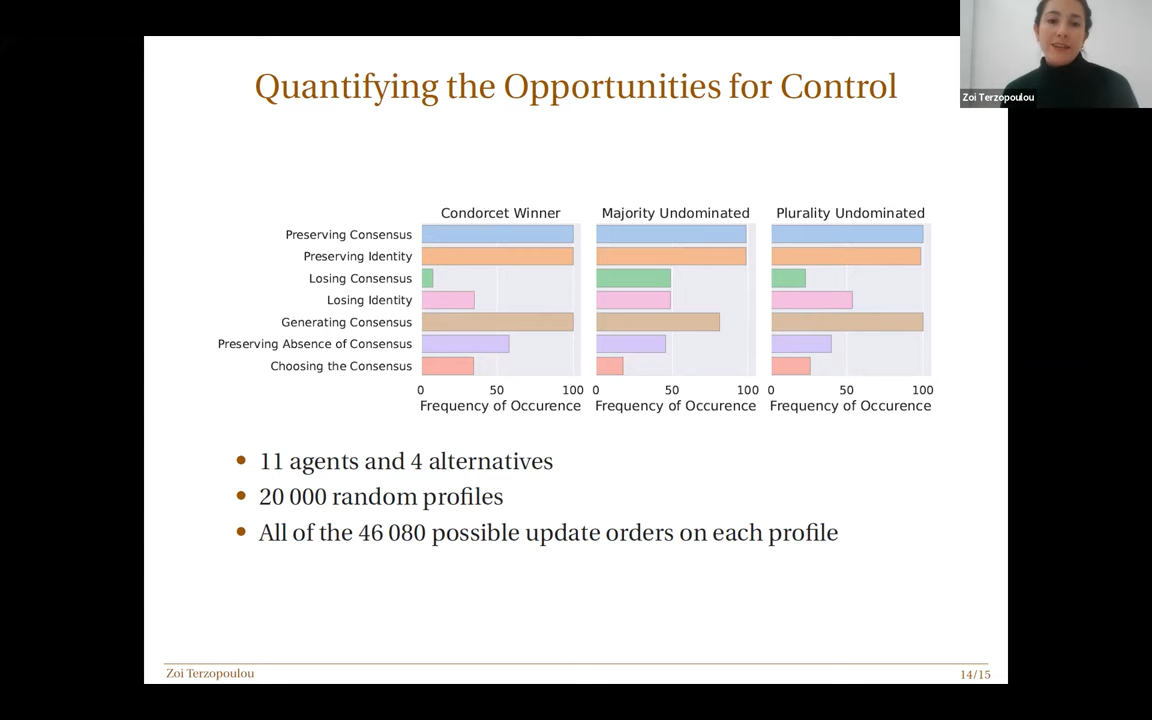 Quantifying the Opportunities for Control
Zoi Terzopoulou
Condorcet Winner
Majority Undominated
Plurality Undominated
Preserving Consensus
Preserving Identity
Losing Consensus
Losing Identity
Generating Consensus
Preserving Absence of Consensus
Choosing the Consensus
0 50 100
0 50 100
0 50 100
Frequency of Occurence
Frequency of Occurence
Frequency of Occurence
• 11 agents and 4 alternatives
• 20 000 random profiles
• All of the 46 080 possible update orders on each profile
Zoi Terzopoulou
14/15